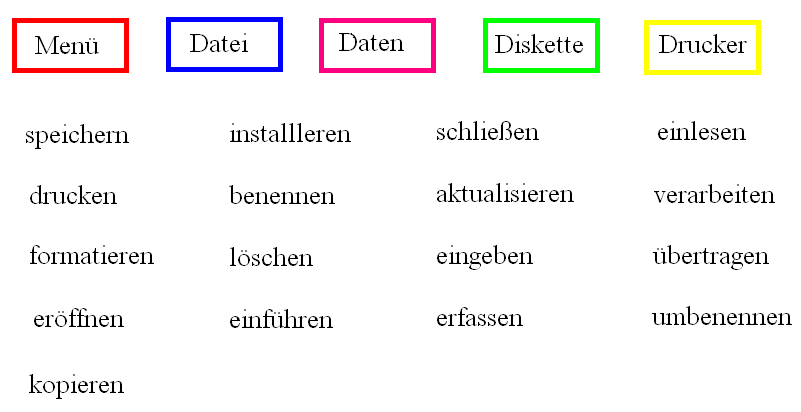 Menü Datei Daten Diskette Drucker
speichern installleren schließen einlesen
drucken benennen aktualisieren verarbeiten
formatieren löschen eingeben übertragen
eröffnen einführen erfassen umbenennen
kopieren